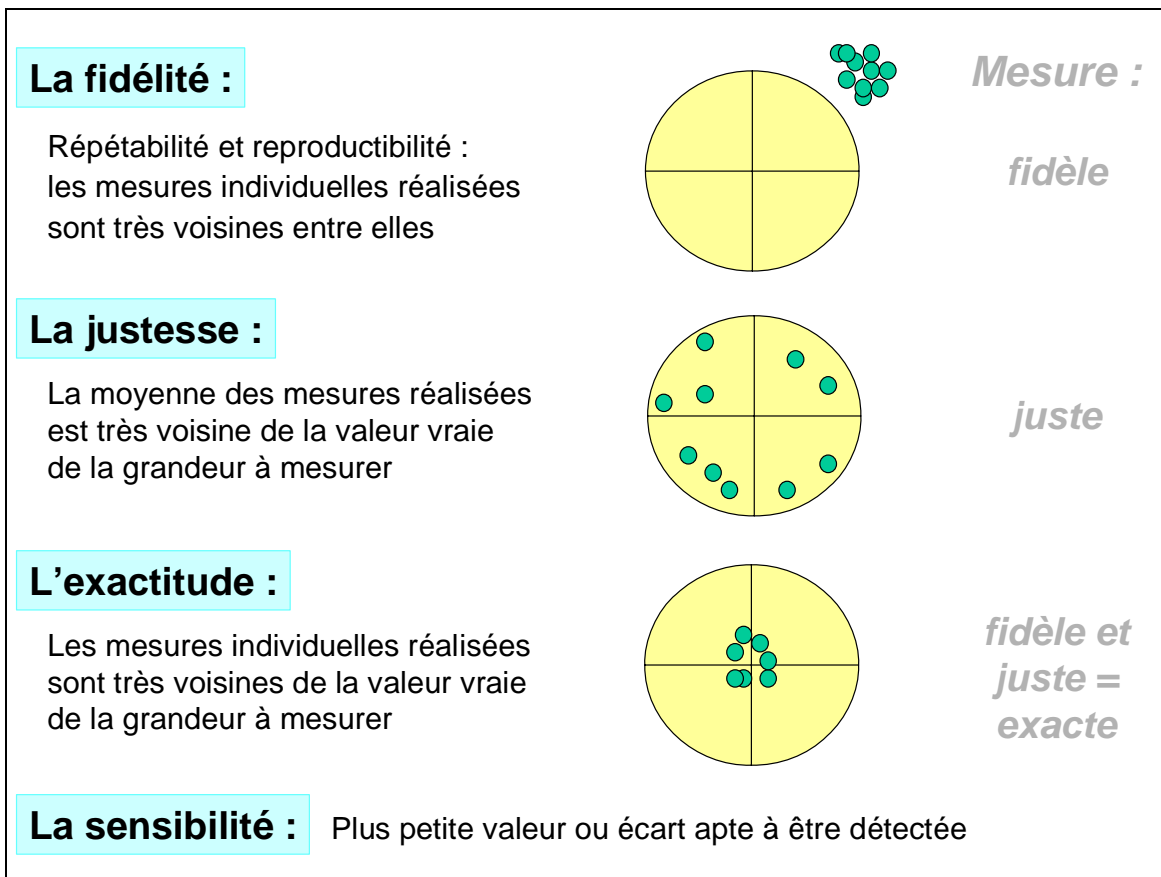 La fidélité :
Mesure :
Répétabilité et reproductibilité :
les mesures individuelles réalisées
sont très voisines entre elles
fidèle
La justesse :
La moyenne des mesures réalisées
est très voisine de la valeur vraie
de la grandeur à mesurer
juste
L'exactitude :
Les mesures individuelles réalisées
sont très voisines de la valeur vraie
de la grandeur à mesurer
fidèle et
juste =
exacte
La sensibilité : Plus petite valeur ou écart apte à être détectée